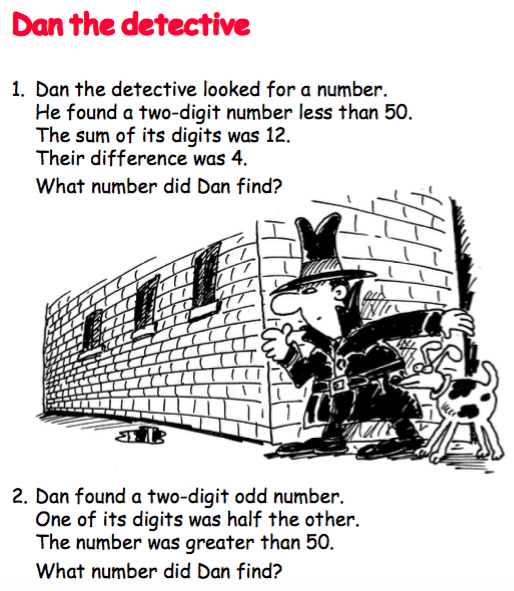 Dan the detective
1. Dan the detective looked for a number.
He found a two-digit number less than 50.
The sum of its digits was 12.
Their difference was 4.
What number did Dan find?
2. Dan found a two-digit odd number.
One of its digits was half the other.
The number was greater than 50.
What number did Dan find?